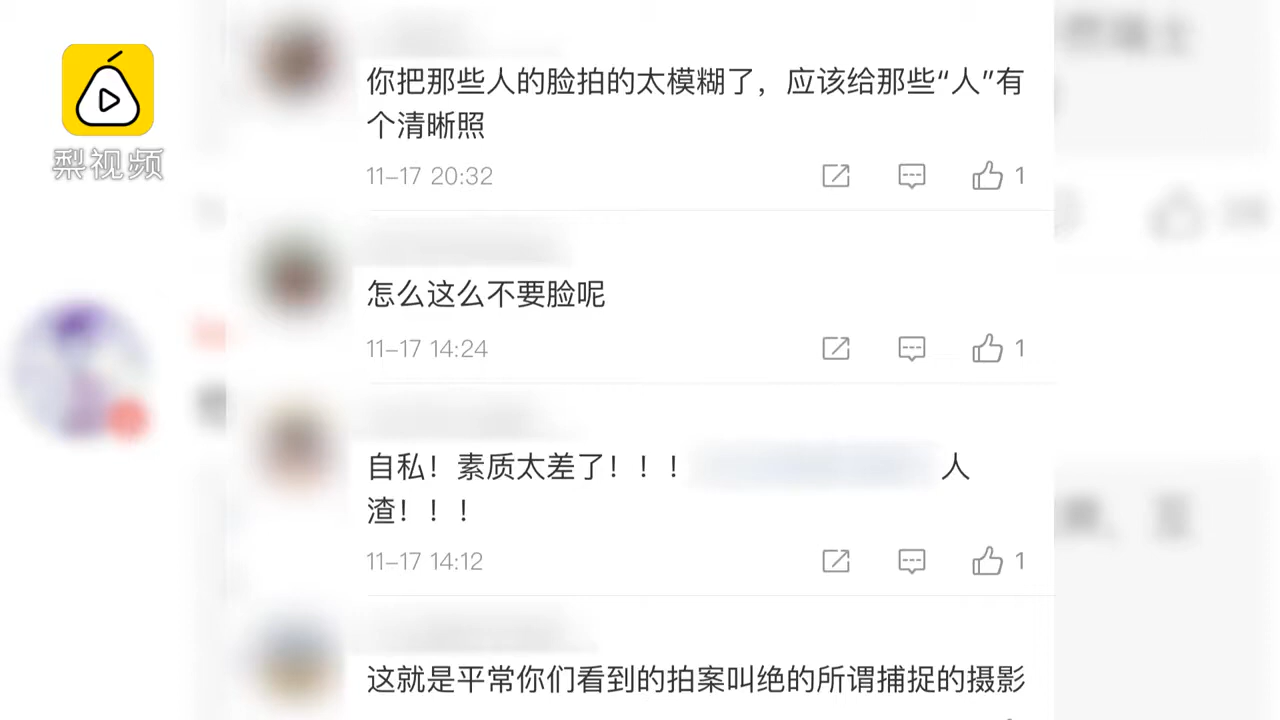 梨视频
你把那些人的脸拍的太模糊了，应该给那些“人”有
个清晰照
11-17 20:32
1
怎么这么不要脸呢
11-17 14:24
1
自私！素质太差了！！！ 人
渣！！！
11-17 14:12
1
这就是平常你们看到的拍案叫绝的所谓捕捉的摄影